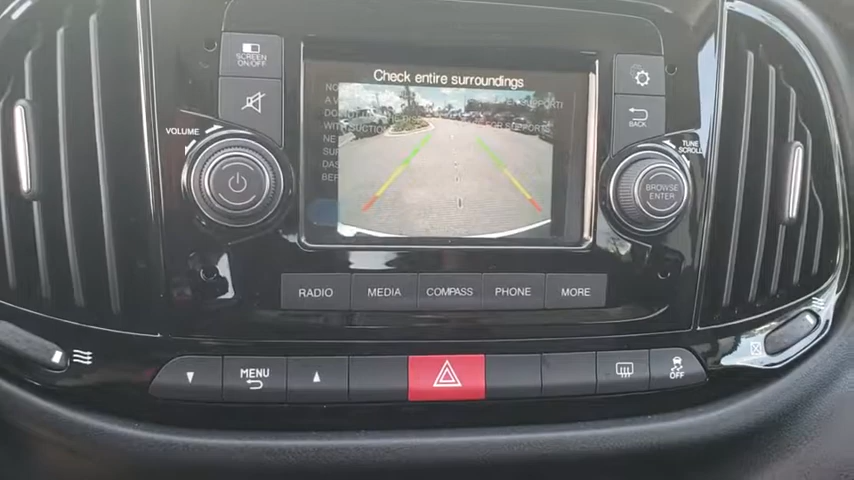 SCREEN
ON/OFF
VOLUME
Check entire surroundings
BACK
TUNE
SCROLL
BROWSE
ENTER
RADIO
MEDIA
COMPASS
PHONE
MORE
MENU
OFF